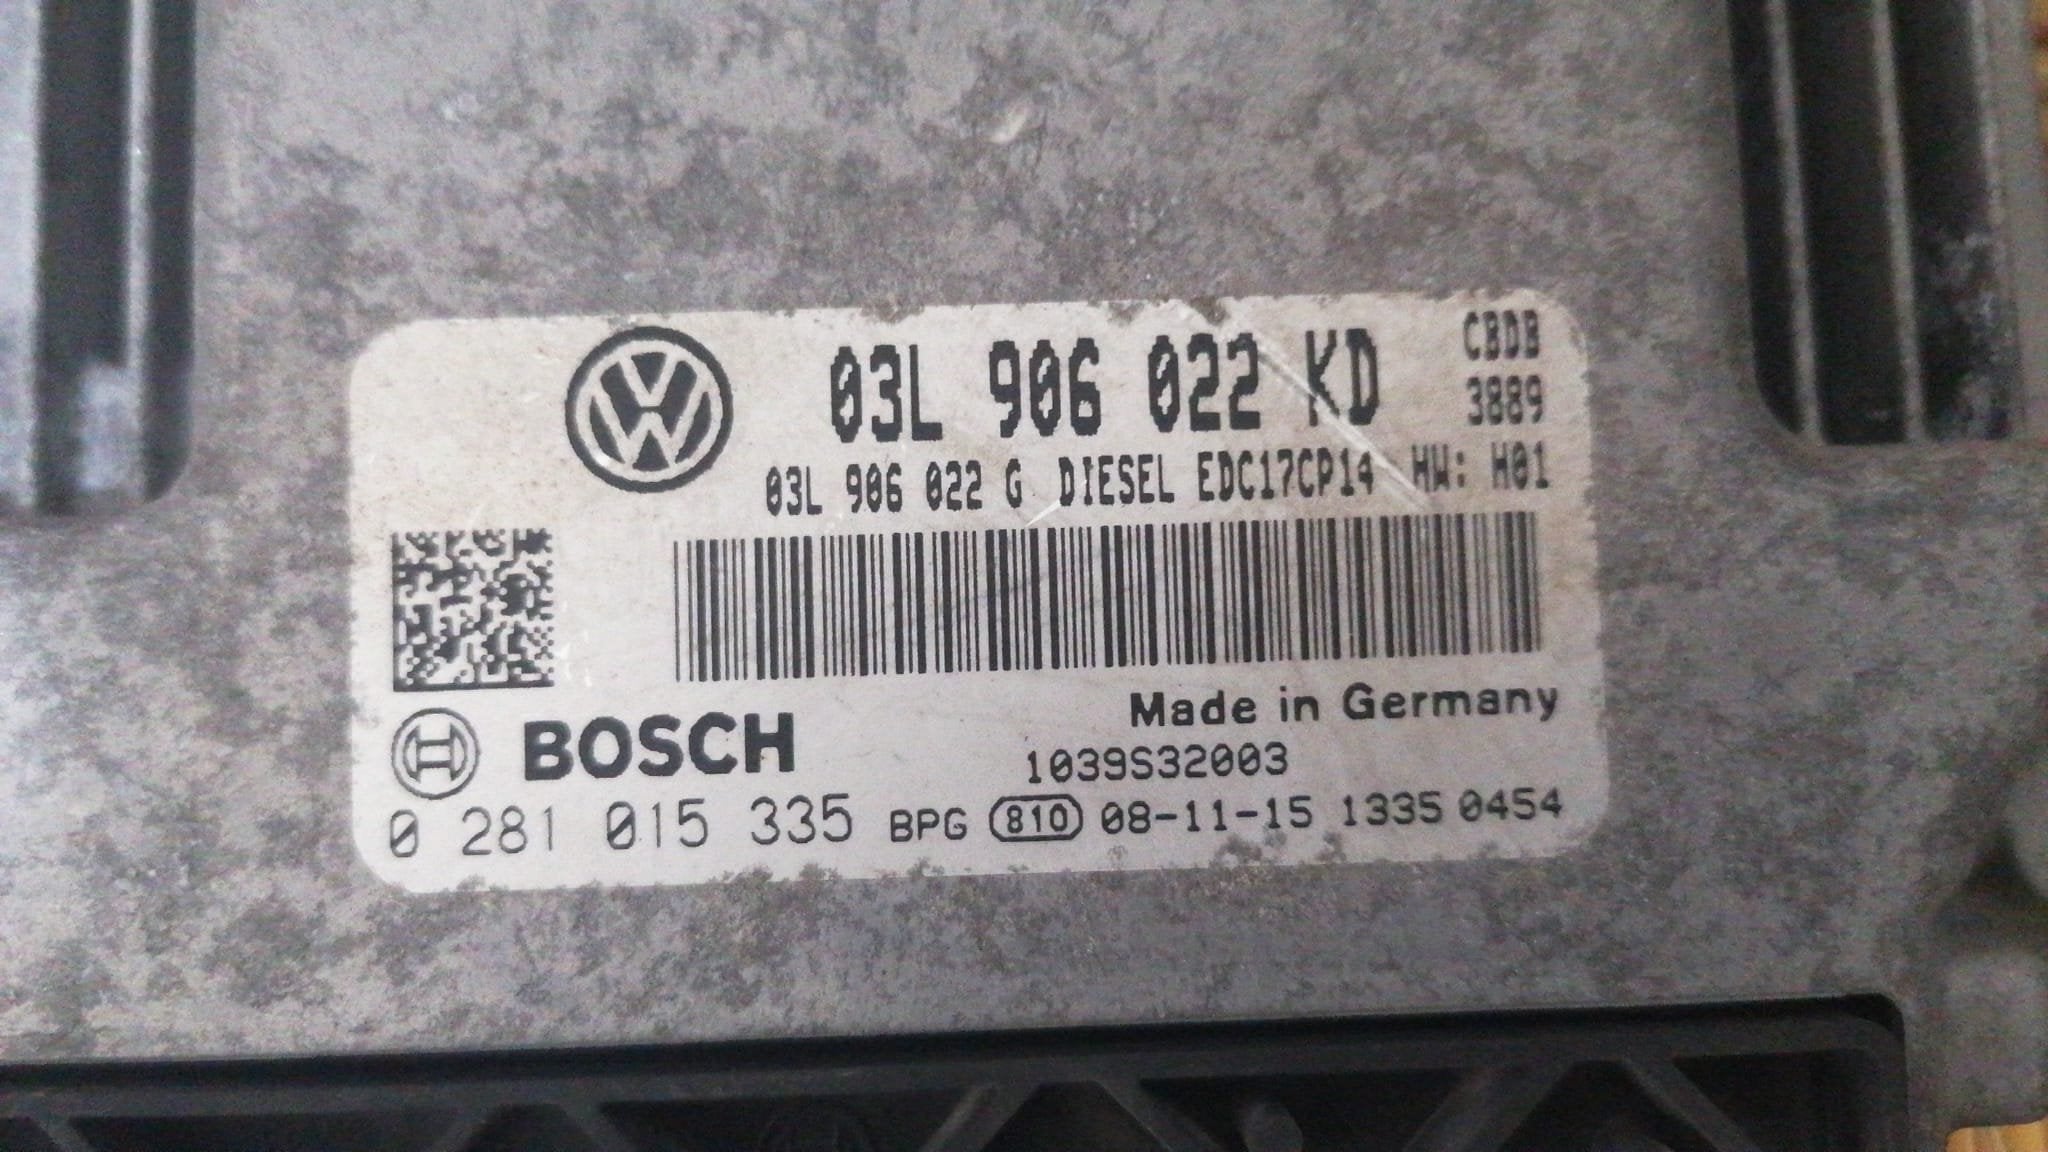 03L 906 022 KD
CBDB
3889
03L 906 022 G DIESEL EDC17CP14 HW: H01
Made in Germany
BOSCH
1039S32003
0 281 015 335 BPG 810 08-11-15 1335 0454